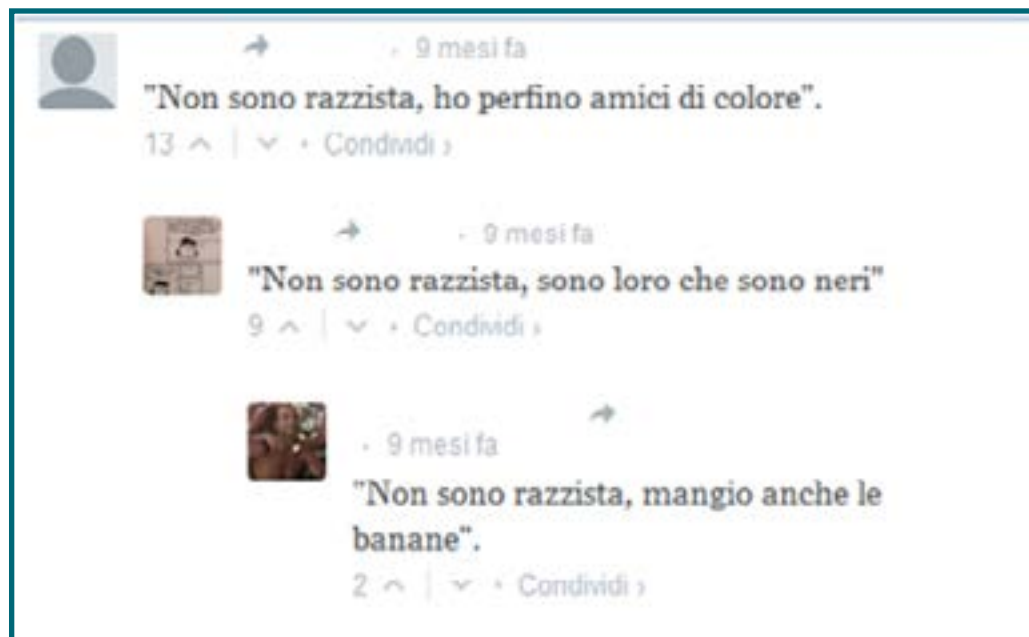 · 9 mesi fa
"Non sono razzista, ho perfino amici di colore".
13 | · Condividi ›
· 9 mesi fa
"Non sono razzista, sono loro che sono neri"
9 | · Condividi ›
· 9 mesi fa
"Non sono razzista, mangio anche le
banane".
2 | · Condividi ›